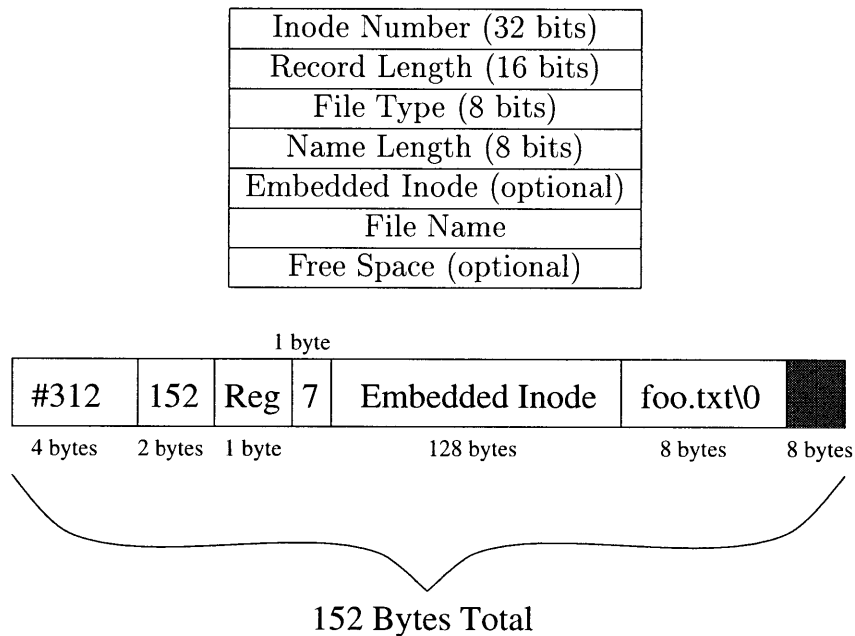 Inode Number (32 bits)
Record Length (16 bits)
File Type (8 bits)
Name Length (8 bits)
Embedded Inode (optional)
File Name
Free Space (optional)
1 byte
#312 152 Reg 7 Embedded Inode foo.txt\0
4 bytes 2 bytes 1 byte 128 bytes 8 bytes 8 bytes
152 Bytes Total